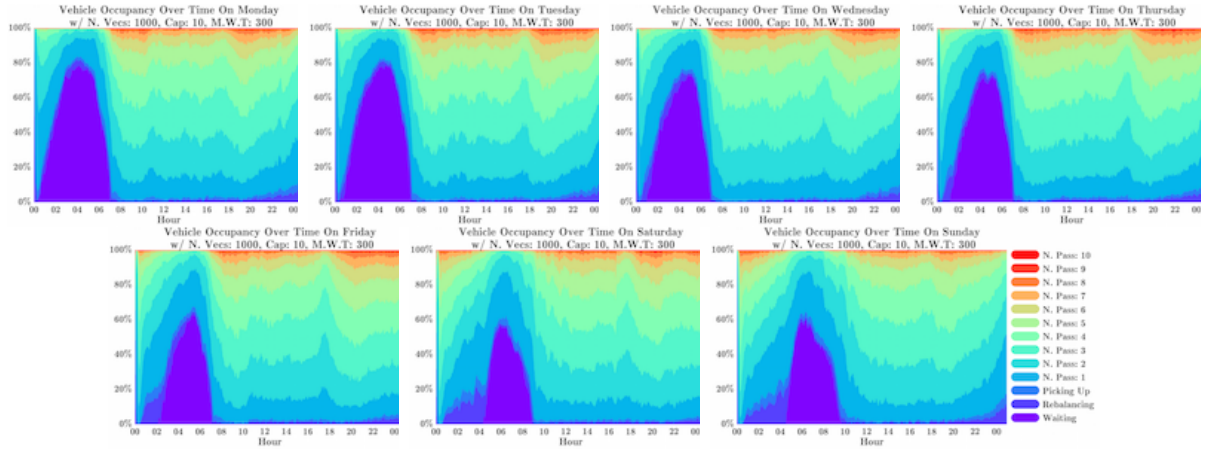 Vehicle Occupancy Over Time On Monday
w/ N. Vecs: 1000, Cap: 10, M.W.T: 300
100%
80%
60%
40%
20%
0%
00 02 04 06 08 10 12 14 16 18 20 22 00
Hour
Vehicle Occupancy Over Time On Tuesday
w/ N. Vecs: 1000, Cap: 10, M.W.T: 300
100%
80%
60%
40%
20%
0%
00 02 04 06 08 10 12 14 16 18 20 22 00
Hour
Vehicle Occupancy Over Time On Wednesday
w/ N. Vecs: 1000, Cap: 10, M.W.T: 300
100%
80%
60%
40%
20%
0%
00 02 04 06 08 10 12 14 16 18 20 22 00
Hour
Vehicle Occupancy Over Time On Thursday
w/ N. Vecs: 1000, Cap: 10, M.W.T: 300
100%
80%
60%
40%
20%
0%
00 02 04 06 08 10 12 14 16 18 20 22 00
Hour
Vehicle Occupancy Over Time On Friday
w/ N. Vecs: 1000, Cap: 10, M.W.T: 300
100%
80%
60%
40%
20%
0%
00 02 04 06 08 10 12 14 16 18 20 22 00
Hour
Vehicle Occupancy Over Time On Saturday
w/ N. Vecs: 1000, Cap: 10, M.W.T: 300
100%
80%
60%
40%
20%
0%
00 02 04 06 08 10 12 14 16 18 20 22 00
Hour
Vehicle Occupancy Over Time On Sunday
w/ N. Vecs: 1000, Cap: 10, M.W.T: 300
100%
80%
60%
40%
20%
0%
00 02 04 06 08 10 12 14 16 18 20 22 00
Hour
N. Pass: 10
N. Pass: 9
N. Pass: 8
N. Pass: 7
N. Pass: 6
N. Pass: 5
N. Pass: 4
N. Pass: 3
N. Pass: 2
N. Pass: 1
Picking Up
Rebalancing
Waiting